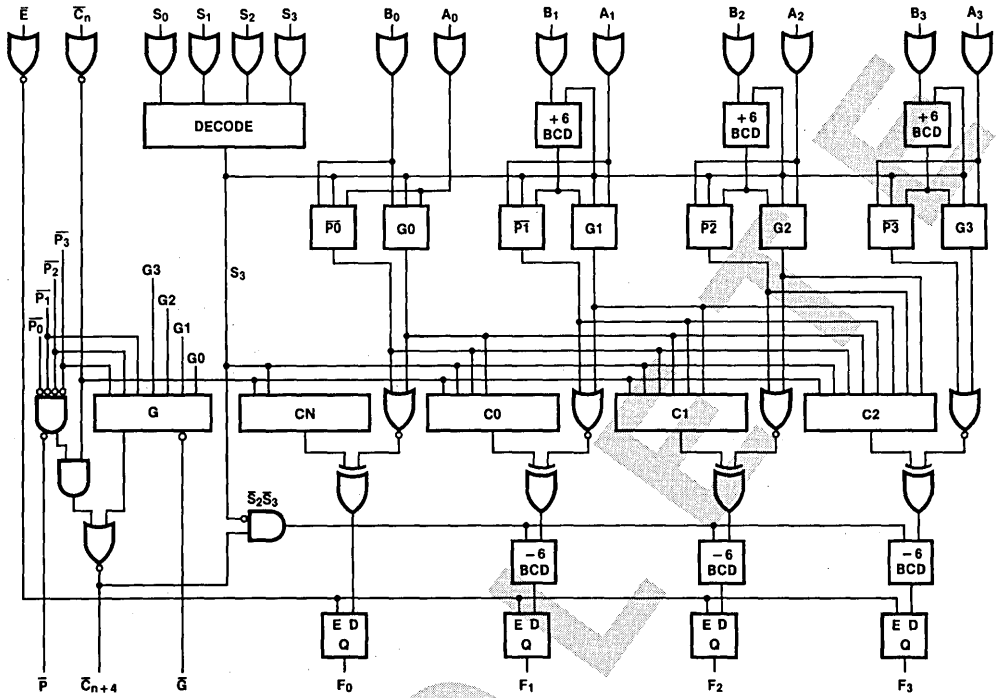 E̅ C̅n S0 S1 S2 S3 B0 A0 B1 A1 B2 A2 B3 A3
DECODE
+6 BCD
+6 BCD
+6 BCD
P̅0̅ G0 P̅1̅ G1 P̅2̅ G2 P̅3̅ G3
P̅3
P̅2
P̅1
P̅0
G3
G2
G1
G0
S3
G CN C0 C1 C2
S̅2S̅3
−6 BCD
−6 BCD
−6 BCD
E D Q
E D Q
E D Q
E D Q
P̅ C̅n+4 G̅ F0 F1 F2 F3